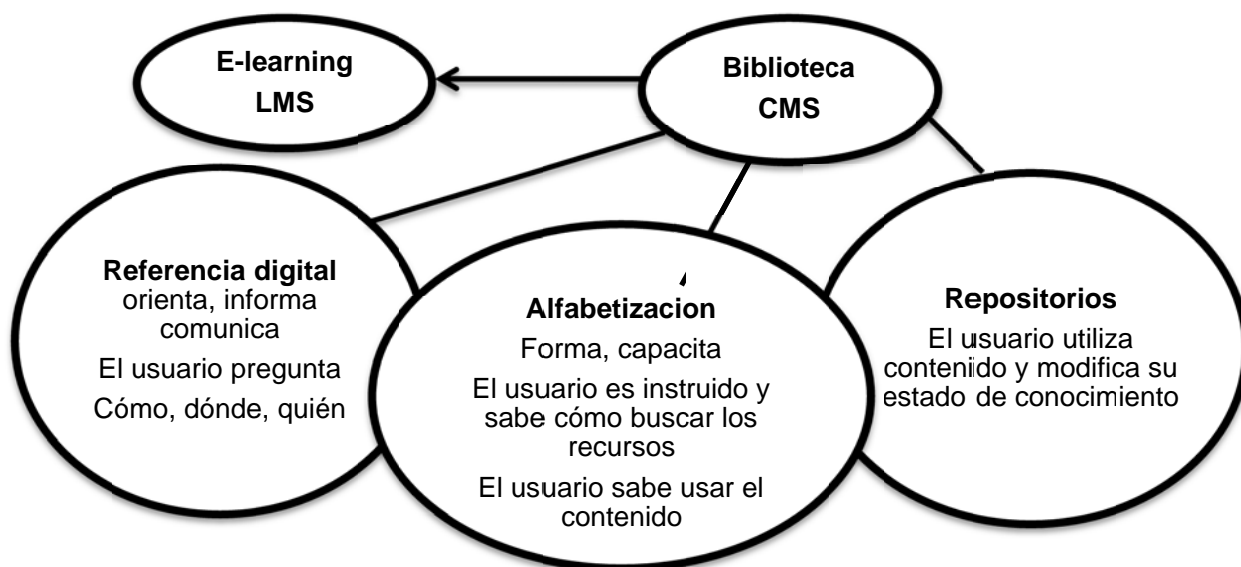 E-learning
LMS
Biblioteca
CMS
Referencia digital
orienta, informa
comunica
El usuario pregunta
Cómo, dónde, quién
Alfabetizacion
Forma, capacita
El usuario es instruido y
sabe cómo buscar los
recursos
El usuario sabe usar el
contenido
Repositorios
El usuario utiliza
contenido y modifica su
estado de conocimiento